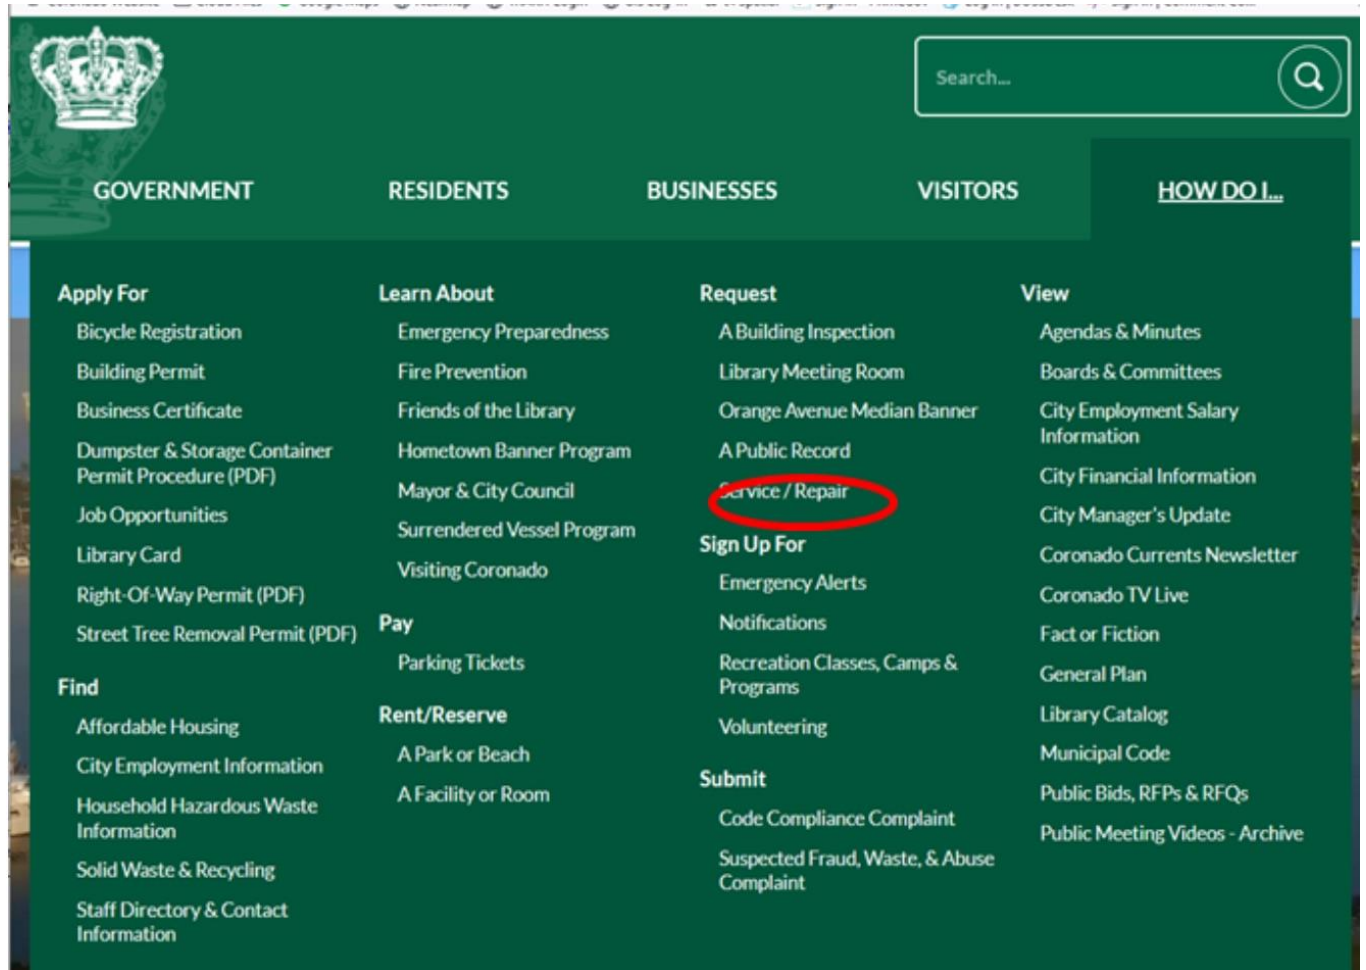 Search...
GOVERNMENT
RESIDENTS
BUSINESSES
VISITORS
HOW DO I...
Apply For
Bicycle Registration
Building Permit
Business Certificate
Dumpster & Storage Container
Permit Procedure (PDF)
Job Opportunities
Library Card
Right-Of-Way Permit (PDF)
Street Tree Removal Permit (PDF)
Find
Affordable Housing
City Employment Information
Household Hazardous Waste
Information
Solid Waste & Recycling
Staff Directory & Contact
Information
Learn About
Emergency Preparedness
Fire Prevention
Friends of the Library
Hometown Banner Program
Mayor & City Council
Surrendered Vessel Program
Visiting Coronado
Pay
Parking Tickets
Rent/Reserve
A Park or Beach
A Facility or Room
Request
A Building Inspection
Library Meeting Room
Orange Avenue Median Banner
A Public Record
Service / Repair
Sign Up For
Emergency Alerts
Notifications
Recreation Classes, Camps &
Programs
Volunteering
Submit
Code Compliance Complaint
Suspected Fraud, Waste, & Abuse
Complaint
View
Agendas & Minutes
Boards & Committees
City Employment Salary
Information
City Financial Information
City Manager's Update
Coronado Currents Newsletter
Coronado TV Live
Fact or Fiction
General Plan
Library Catalog
Municipal Code
Public Bids, RFPs & RFQs
Public Meeting Videos - Archive